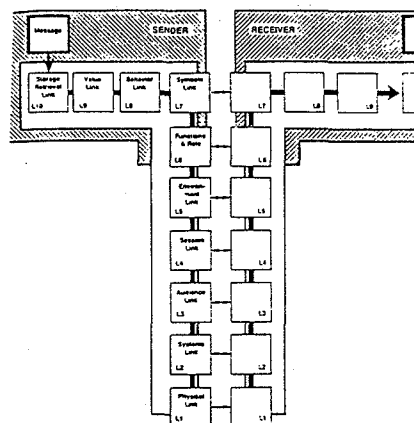 Message
SENDER
RECEIVER
Storage
Retrieval
Link
L10
Value
Link
L9
Behavior
Link
L8
Symbolic
Link
L7
L7
L8
L9
Functions
& Role
L6
L6
Environ-
ment
Link
L5
L5
Session
Link
L4
L4
Audience
Link
L3
L3
Systems
Link
L2
L2
Physical
Link
L1
L1